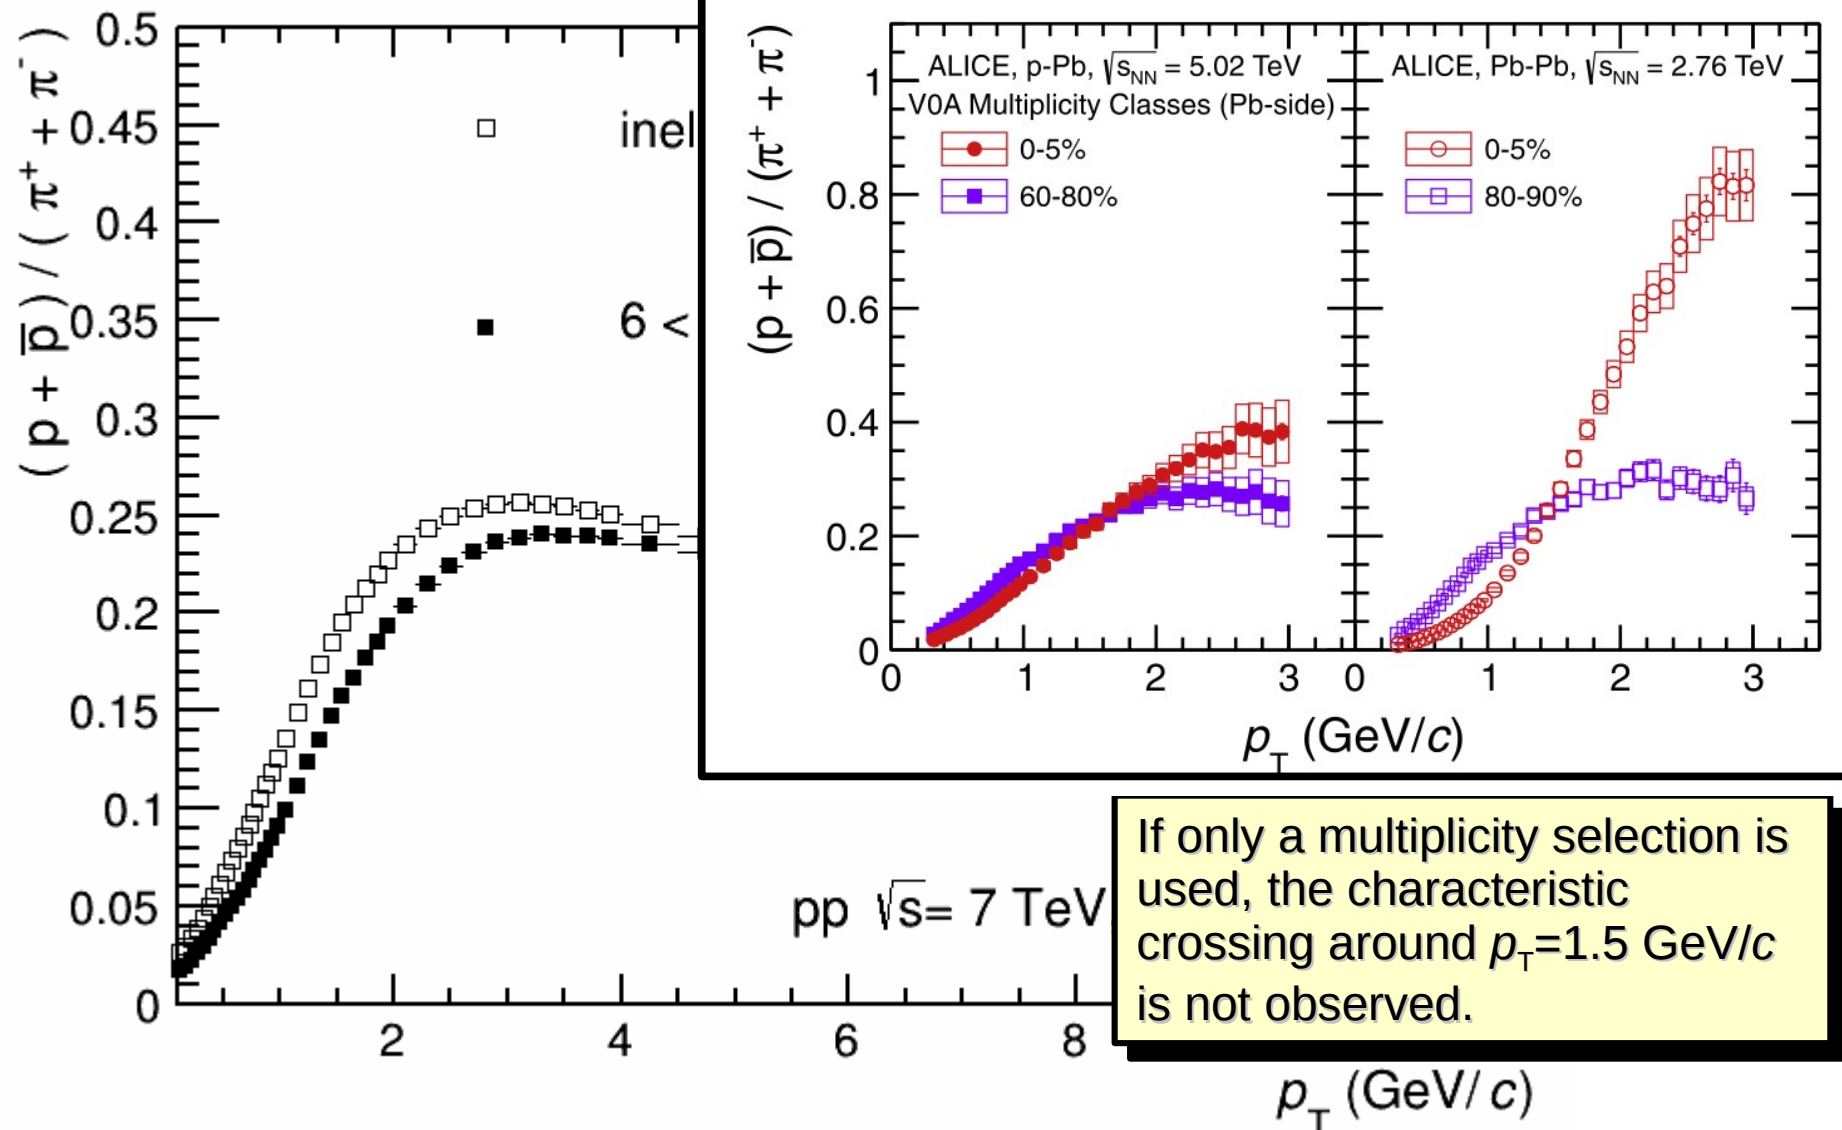 ( p + p̅ ) / ( π⁺ + π⁻ )
0.5
0.45
0.4
0.35
0.3
0.25
0.2
0.15
0.1
0.05
0
inel
6 <
2
4
6
8
pp √s= 7 TeV
p_T (GeV/c)
(p + p̅) / (π⁺ + π⁻)
1
0.8
0.6
0.4
0.2
0
ALICE, p-Pb, √s_NN = 5.02 TeV
V0A Multiplicity Classes (Pb-side)
0-5%
60-80%
0
1
2
3
ALICE, Pb-Pb, √s_NN = 2.76 TeV
0-5%
80-90%
0
1
2
3
p_T (GeV/c)
If only a multiplicity selection is
used, the characteristic
crossing around p_T=1.5 GeV/c
is not observed.